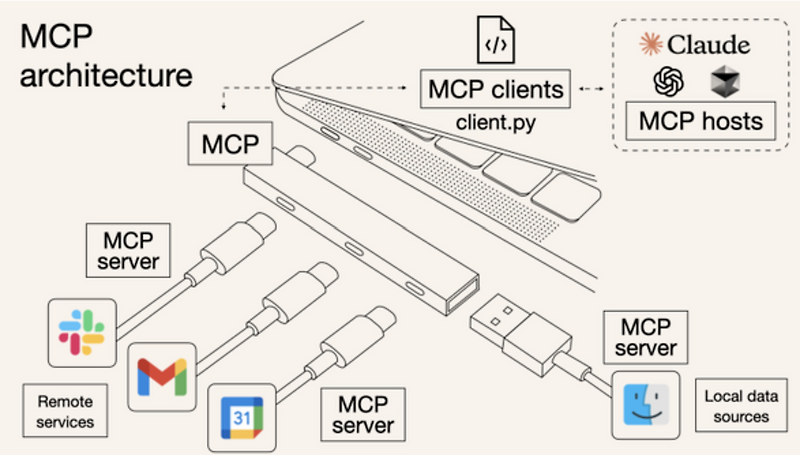 MCP
architecture
</>
MCP clients
client.py
Claude
MCP hosts
MCP
MCP
server
Remote
services
31
MCP
server
MCP
server
Local data
sources